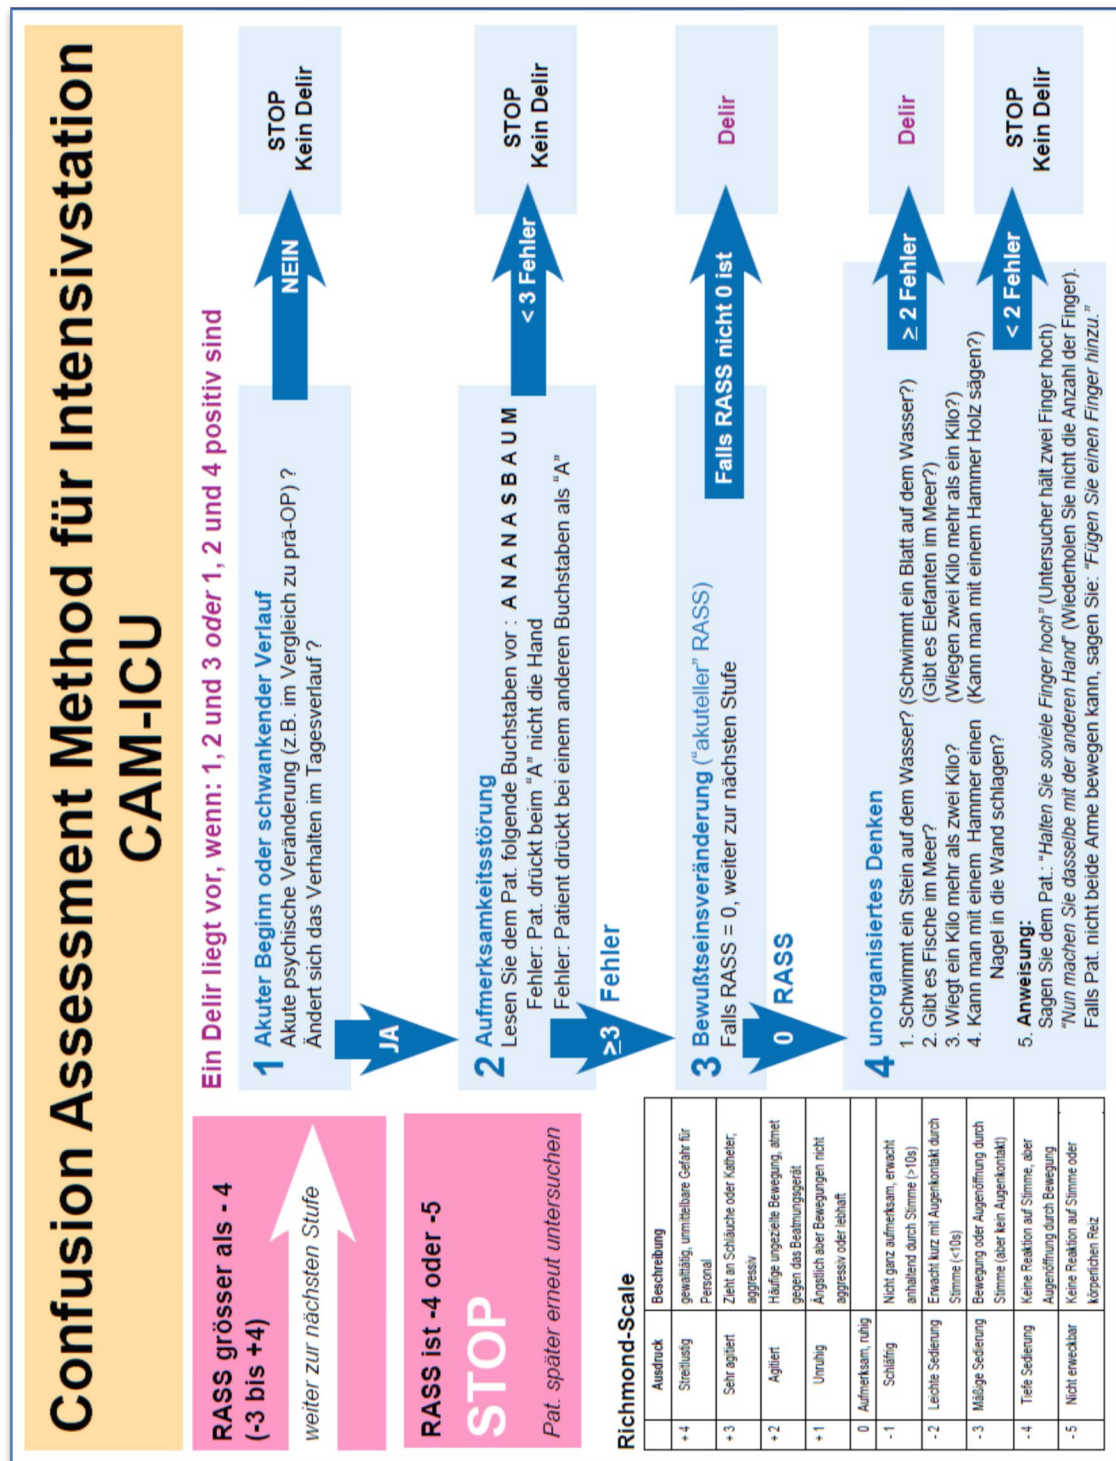 Confusion Assessment Method für Intensivstation
CAM-ICU
RASS grösser als - 4
(-3 bis +4)
weiter zur nächsten Stufe
RASS ist -4 oder -5
STOP
Pat. später erneut untersuchen
Richmond-Scale
Ausdruck Beschreibung
+ 4 Streitlustig gewalttätig, unmittelbare Gefahr für
Personal
+ 3 Sehr agitiert Zieht an Schläuche oder Katheter;
aggressiv
+ 2 Agitiert Häufige ungezielte Bewegung, atmet
gegen das Beatmungsgerät
+ 1 Unruhig Ängstlich aber Bewegungen nicht
aggressiv oder lebhaft
0 Aufmerksam, ruhig
- 1 Schläfrig Nicht ganz aufmerksam, erwacht
anhaltend durch Stimme (>10s)
- 2 Leichte Sedierung Erwacht kurz mit Augenkontakt durch
Stimme (<10s)
- 3 Mäßige Sedierung Bewegung oder Augenöffnung durch
Stimme (aber kein Augenkontakt)
- 4 Tiefe Sedierung Keine Reaktion auf Stimme, aber
Augenöffnung durch Bewegung
- 5 Nicht erweckbar Keine Reaktion auf Stimme oder
körperlichen Reiz
Ein Delir liegt vor, wenn: 1, 2 und 3 oder 1, 2 und 4 positiv sind
1 Akuter Beginn oder schwankender Verlauf
Akute psychische Veränderung (z.B. im Vergleich zu prä-OP) ?
Ändert sich das Verhalten im Tagesverlauf ?
NEIN
STOP
Kein Delir
JA
2 Aufmerksamkeitsstörung
Lesen Sie dem Pat. folgende Buchstaben vor : A N A N A S B A U M
Fehler: Pat. drückt beim "A" nicht die Hand
Fehler: Patient drückt bei einem anderen Buchstaben als "A"
< 3 Fehler
STOP
Kein Delir
≥3 Fehler
3 Bewußtseinsveränderung ("akuteller" RASS)
Falls RASS = 0, weiter zur nächsten Stufe
Falls RASS nicht 0 ist
Delir
0 RASS
4 unorganisiertes Denken
1. Schwimmt ein Stein auf dem Wasser? (Schwimmt ein Blatt auf dem Wasser?)
2. Gibt es Fische im Meer? (Gibt es Elefanten im Meer?)
3. Wiegt ein Kilo mehr als zwei Kilo? (Wiegen zwei Kilo mehr als ein Kilo?)
4. Kann man mit einem Hammer einen (Kann man mit einem Hammer Holz sägen?)
Nagel in die Wand schlagen?
5. Anweisung:
Sagen Sie dem Pat.: "Halten Sie soviele Finger hoch" (Untersucher hält zwei Finger hoch)
"Nun machen Sie dasselbe mit der anderen Hand" (Wiederholen Sie nicht die Anzahl der Finger).
Falls Pat. nicht beide Arme bewegen kann, sagen Sie: "Fügen Sie einen Finger hinzu."
≥ 2 Fehler
Delir
< 2 Fehler
STOP
Kein Delir